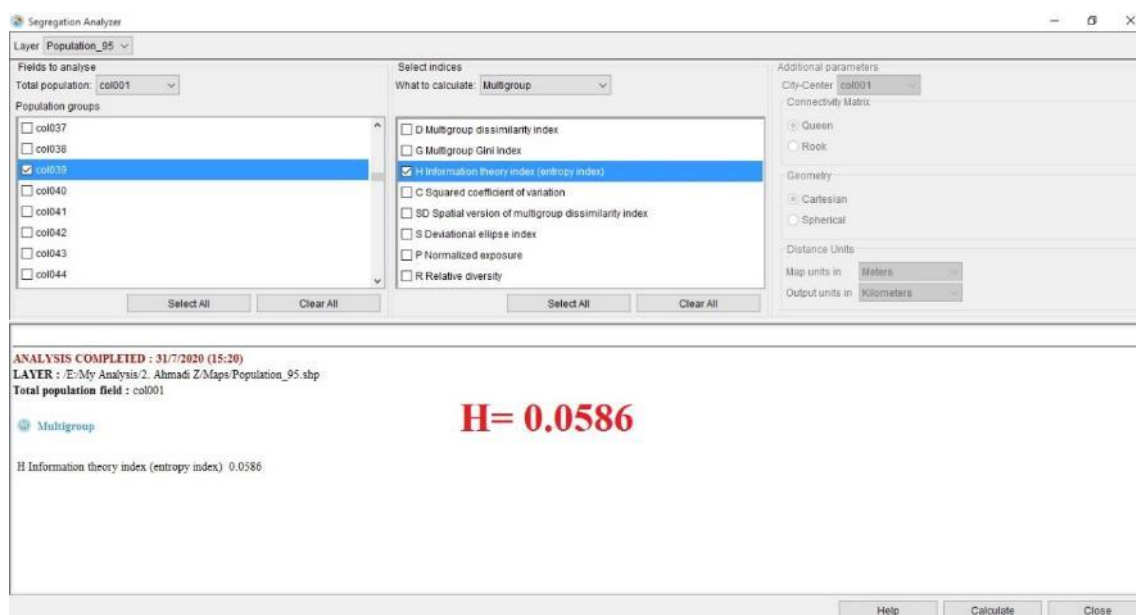 Segregation Analyzer
Layer Population_95
Fields to analyse
Total population: col001
Population groups
col037
col038
col039
col040
col041
col042
col043
col044
Select All Clear All
Select indices
What to calculate: Multigroup
D Multigroup dissimilarity index
G Multigroup Gini index
H Information theory index (entropy index)
C Squared coefficient of variation
SD Spatial version of multigroup dissimilarity index
S Deviational ellipse index
P Normalized exposure
R Relative diversity
Select All Clear All
Additional parameters
City-Center col001
Connectivity Matrix
Queen
Rook
Geometry
Cartesian
Spherical
Distance Units
Map units in Meters
Output units in Kilometers
ANALYSIS COMPLETED : 31/7/2020 (15:20)
LAYER : /E:/My Analysis/2. Ahmadi Z/Maps/Population_95.shp
Total population field : col001
H= 0.0586
Multigroup
H Information theory index (entropy index) 0.0586
Help Calculate Close